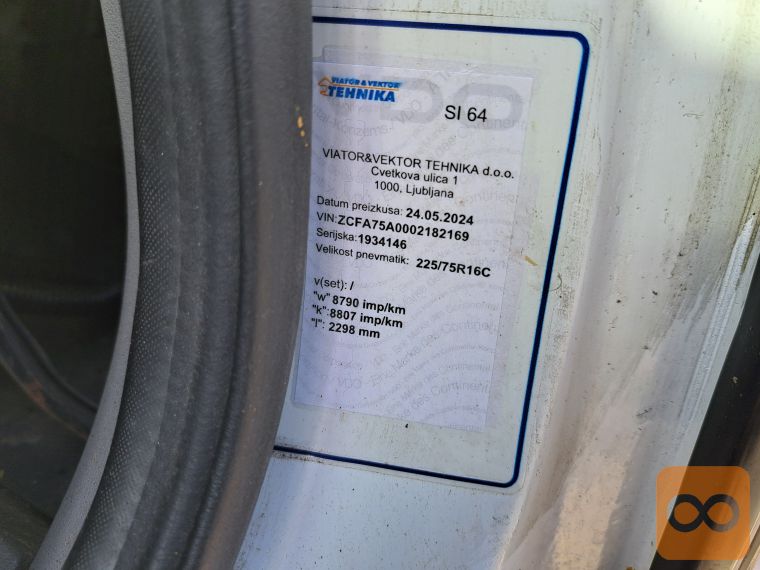 VIATOR & VEKTOR
TEHNIKA
SI 64
VIATOR&VEKTOR TEHNIKA d.o.o.
Cvetkova ulica 1
1000, Ljubljana
Datum preizkusa: 24.05.2024
VIN:ZCFA75A0002182169
Serijska:1934146
Velikost pnevmatik: 225/75R16C
v(set): /
"w" 8790 imp/km
"k":8807 imp/km
"l": 2298 mm